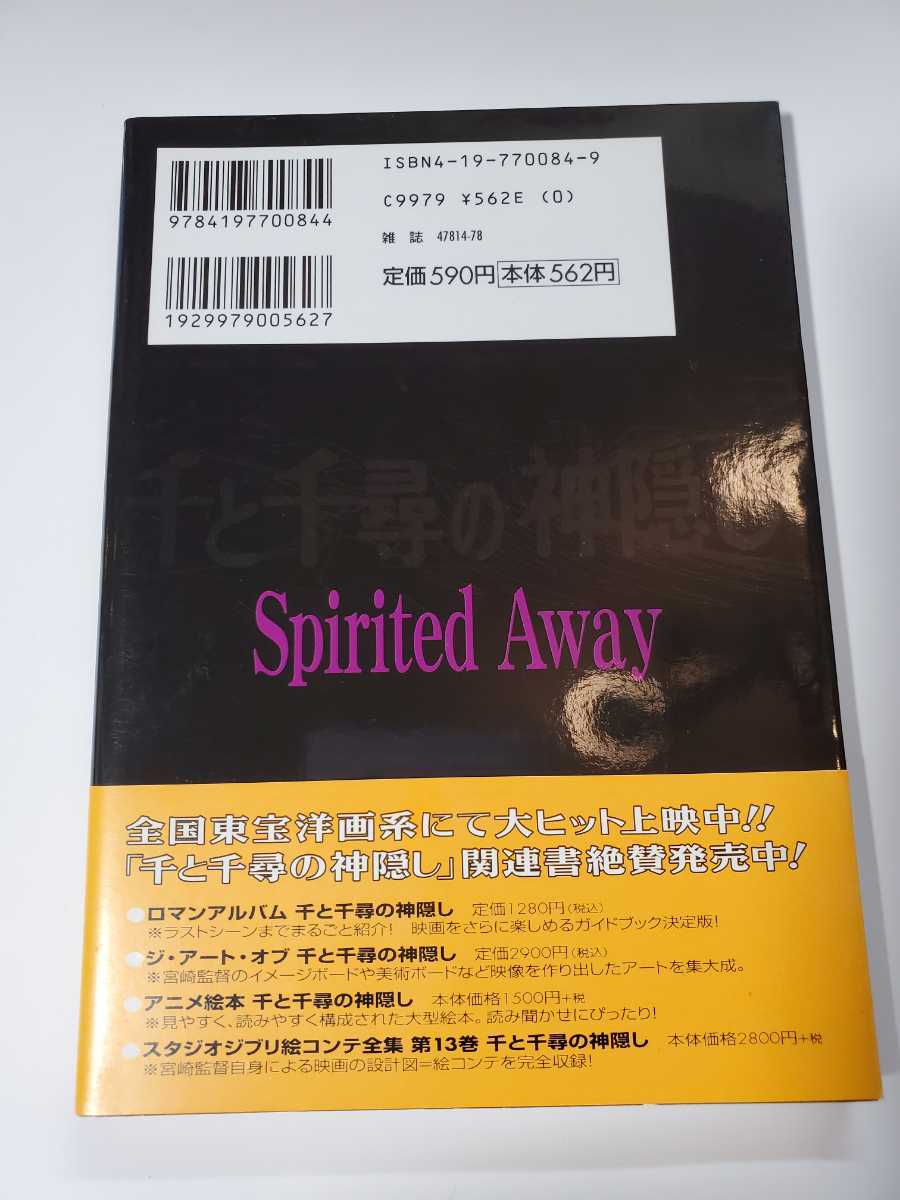 ISBN4-19-770084-9
9784197700844
C9979 ¥562E (0)
雑誌 47814-78
定価590円 本体562円
1929979005627
千と千尋の神隠し
Spirited Away
全国東宝洋画系にて大ヒット上映中!!
『千と千尋の神隠し』関連書絶賛発売中!
●ロマンアルバム 千と千尋の神隠し 定価1280円(税込)
※ラストシーンまでまるごと紹介! 映画をさらに楽しめるガイドブック決定版!
●ジ・アート・オブ 千と千尋の神隠し 定価2900円(税込)
※宮崎監督のイメージボードや美術ボードなど映像を作り出したアートを集大成。
●アニメ絵本 千と千尋の神隠し 本体価格1500円+税
※見やすく、読みやすく構成された大型絵本。読み聞かせにぴったり!
●スタジオジブリ絵コンテ全集 第13巻 千と千尋の神隠し 本体価格2800円+税
※宮崎監督自身による映画の設計図=絵コンテを完全収録!